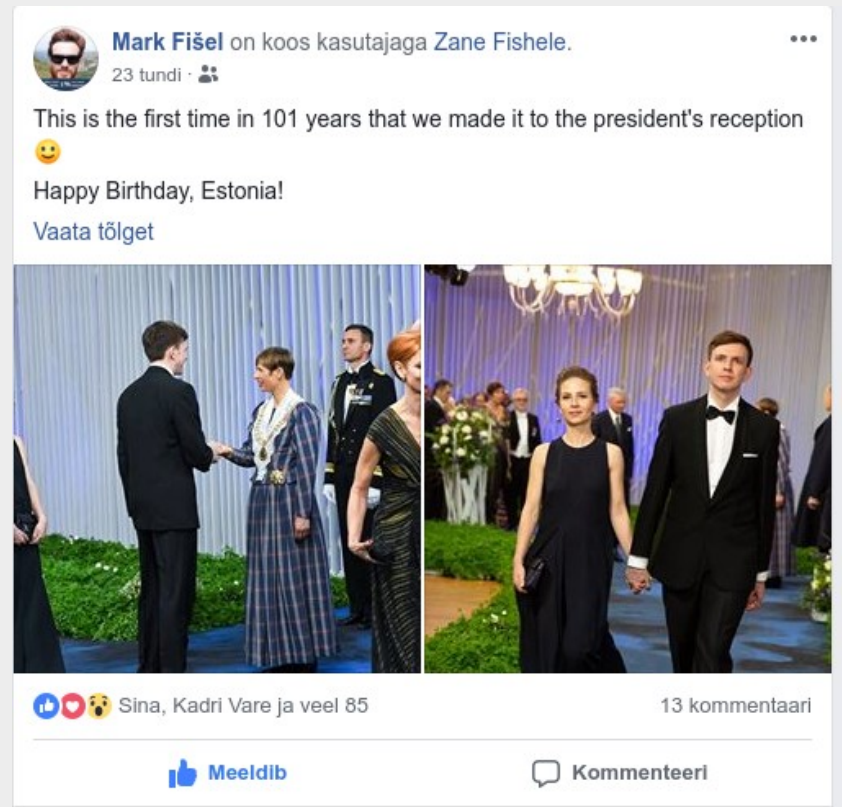 Mark Fišel on koos kasutajaga Zane Fishele.
23 tundi ·
This is the first time in 101 years that we made it to the president's reception
🙂
Happy Birthday, Estonia!
Vaata tõlget
Sina, Kadri Vare ja veel 85
13 kommentaari
Meeldib
Kommenteeri